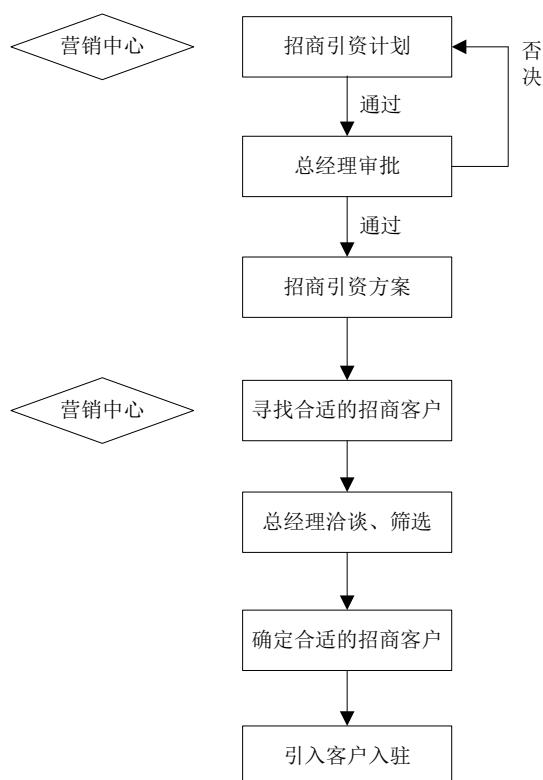 营销中心
招商引资计划
否决
通过
总经理审批
通过
招商引资方案
营销中心
寻找合适的招商客户
总经理洽谈、筛选
确定合适的招商客户
引入客户入驻